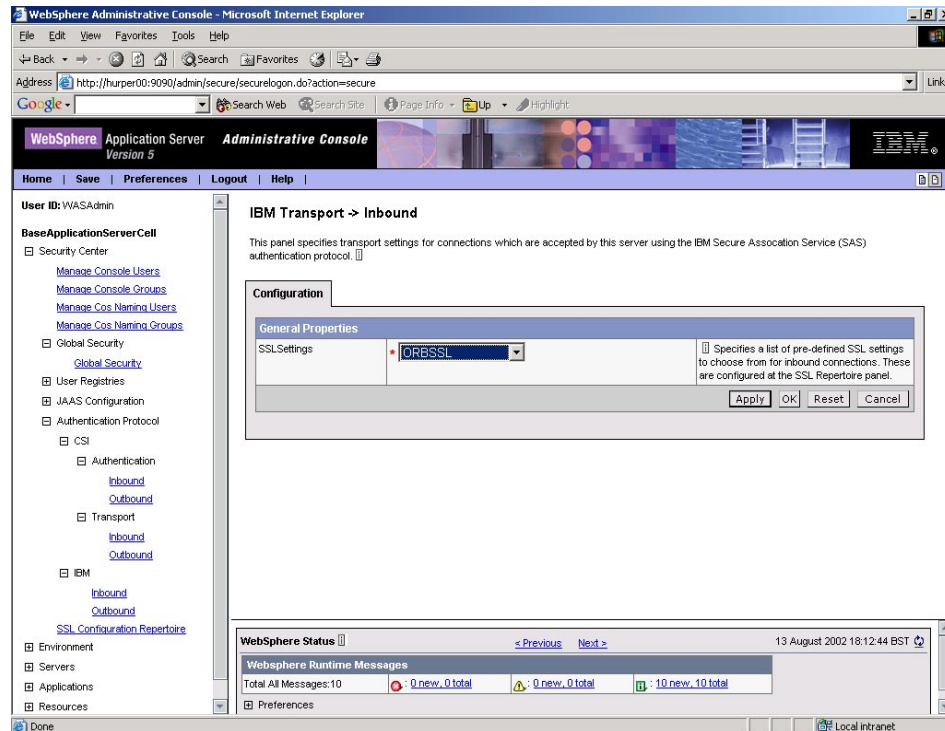 WebSphere Administrative Console - Microsoft Internet Explorer
File Edit View Favorites Tools Help
Back Search Favorites
Address http://hurper00:9090/admin/secure/securelogon.do?action=secure Link
Google Search Web Search Site Page Info Up Highlight
WebSphere Application Server Administrative Console
Version 5
IBM
Home | Save | Preferences | Logout | Help |
User ID: WASAdmin
BaseApplicationServerCell
Security Center
Manage Console Users
Manage Console Groups
Manage Cos Naming Users
Manage Cos Naming Groups
Global Security
Global Security
User Registries
JAAS Configuration
Authentication Protocol
CSI
Authentication
Inbound
Outbound
Transport
Inbound
Outbound
IBM
Inbound
Outbound
SSL Configuration Repertoire
Environment
Servers
Applications
Resources
IBM Transport -> Inbound
This panel specifies transport settings for connections which are accepted by this server using the IBM Secure Assocation Service (SAS)
authentication protocol. i
Configuration
General Properties
SSLSettings * ORBSSL i Specifies a list of pre-defined SSL settings
to choose from for inbound connections. These
are configured at the SSL Repertoire panel.
Apply OK Reset Cancel
WebSphere Status i < Previous Next > 13 August 2002 18:12:44 BST
Websphere Runtime Messages
Total All Messages:10 : 0 new, 0 total : 0 new, 0 total : 10 new, 10 total
Preferences
Done Local intranet